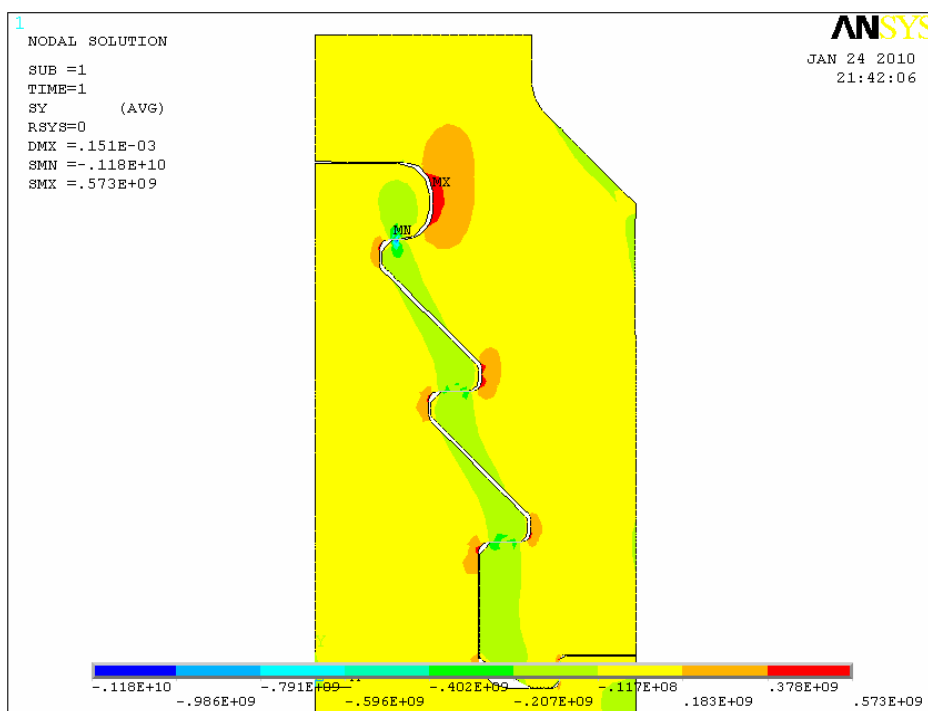 1
ANSYS
NODAL SOLUTION
JAN 24 2010
21:42:06
SUB =1
TIME=1
SY (AVG)
RSYS=0
DMX =.151E-03
SMN =-.118E+10
SMX =.573E+09
MX
MN
Y
-.118E+10 -.791E+09 -.402E+09 -.117E+08 .378E+09
-.986E+09 -.596E+09 -.207E+09 .183E+09 .573E+09